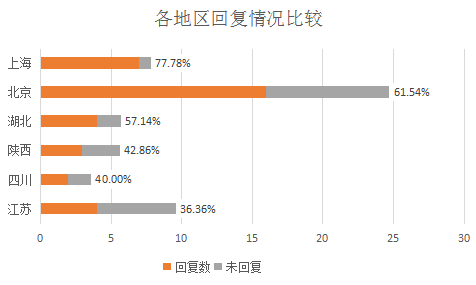 各地区回复情况比较
上海 77.78%
北京 61.54%
湖北 57.14%
陕西 42.86%
四川 40.00%
江苏 36.36%
0 5 10 15 20 25 30
回复数 未回复